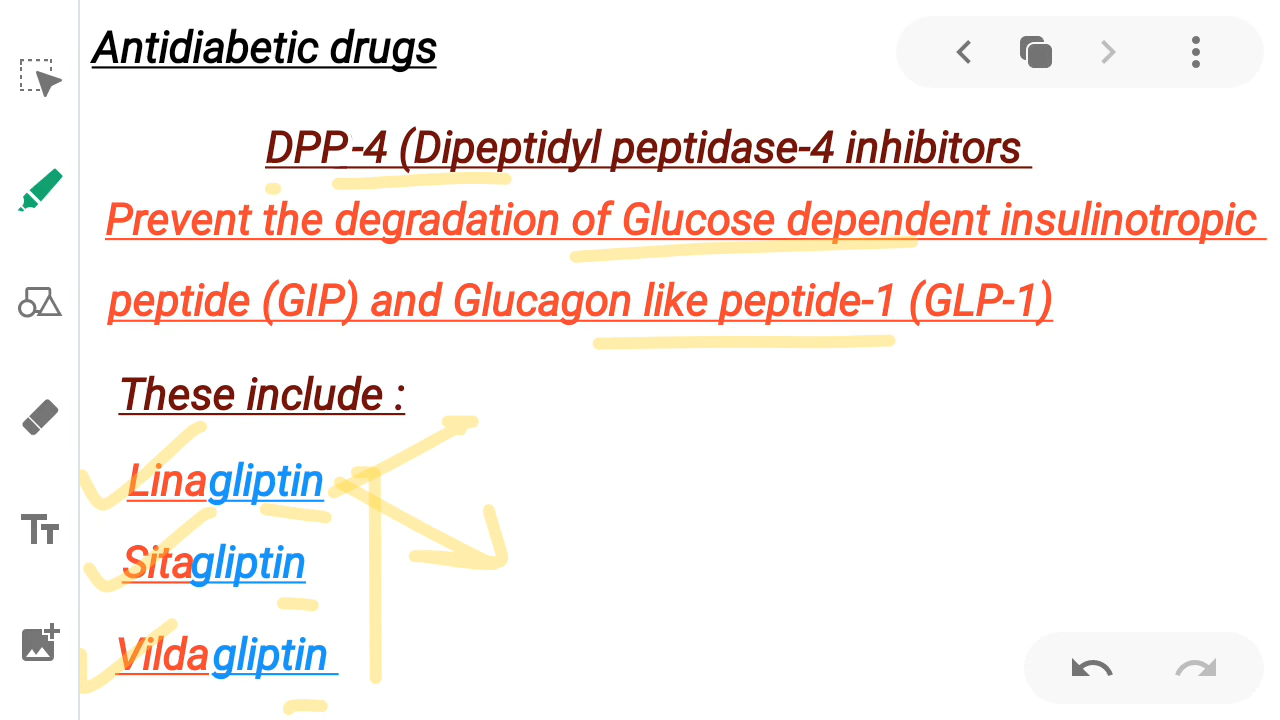 Antidiabetic drugs
DPP-4 (Dipeptidyl peptidase-4 inhibitors
Prevent the degradation of Glucose dependent insulinotropic
peptide (GIP) and Glucagon like peptide-1 (GLP-1)
These include :
Linagliptin
Sitagliptin
Vildagliptin
TT